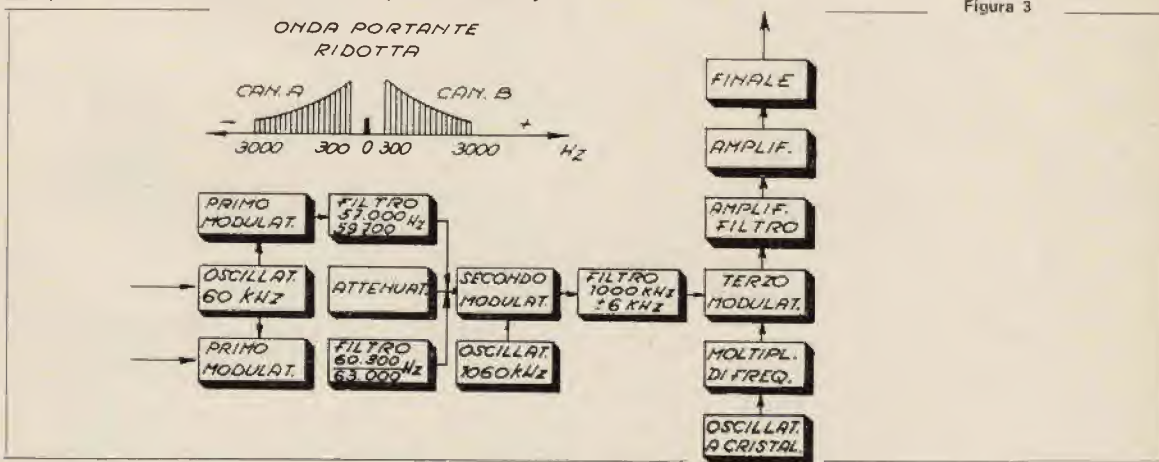 Figura 3
ONDA PORTANTE
RIDOTTA
CAN. A
CAN. B
-
+
3000 300 0 300 3000 HZ
PRIMO
MODULAT.
FILTRO
57.000 Hz
59.700
OSCILLAT.
60 KHZ
ATTENUAT.
SECONDO
MODULAT.
FILTRO
1000 KHZ
±6 KHZ
PRIMO
MODULAT.
FILTRO
60.300 Hz
63.000
OSCILLAT.
1060KHZ
FINALE
AMPLIF.
AMPLIF.
FILTRO
TERZO
MODULAT.
MOLTIPL.
DI FREQ.
OSCILLAT.
A CRISTAL.